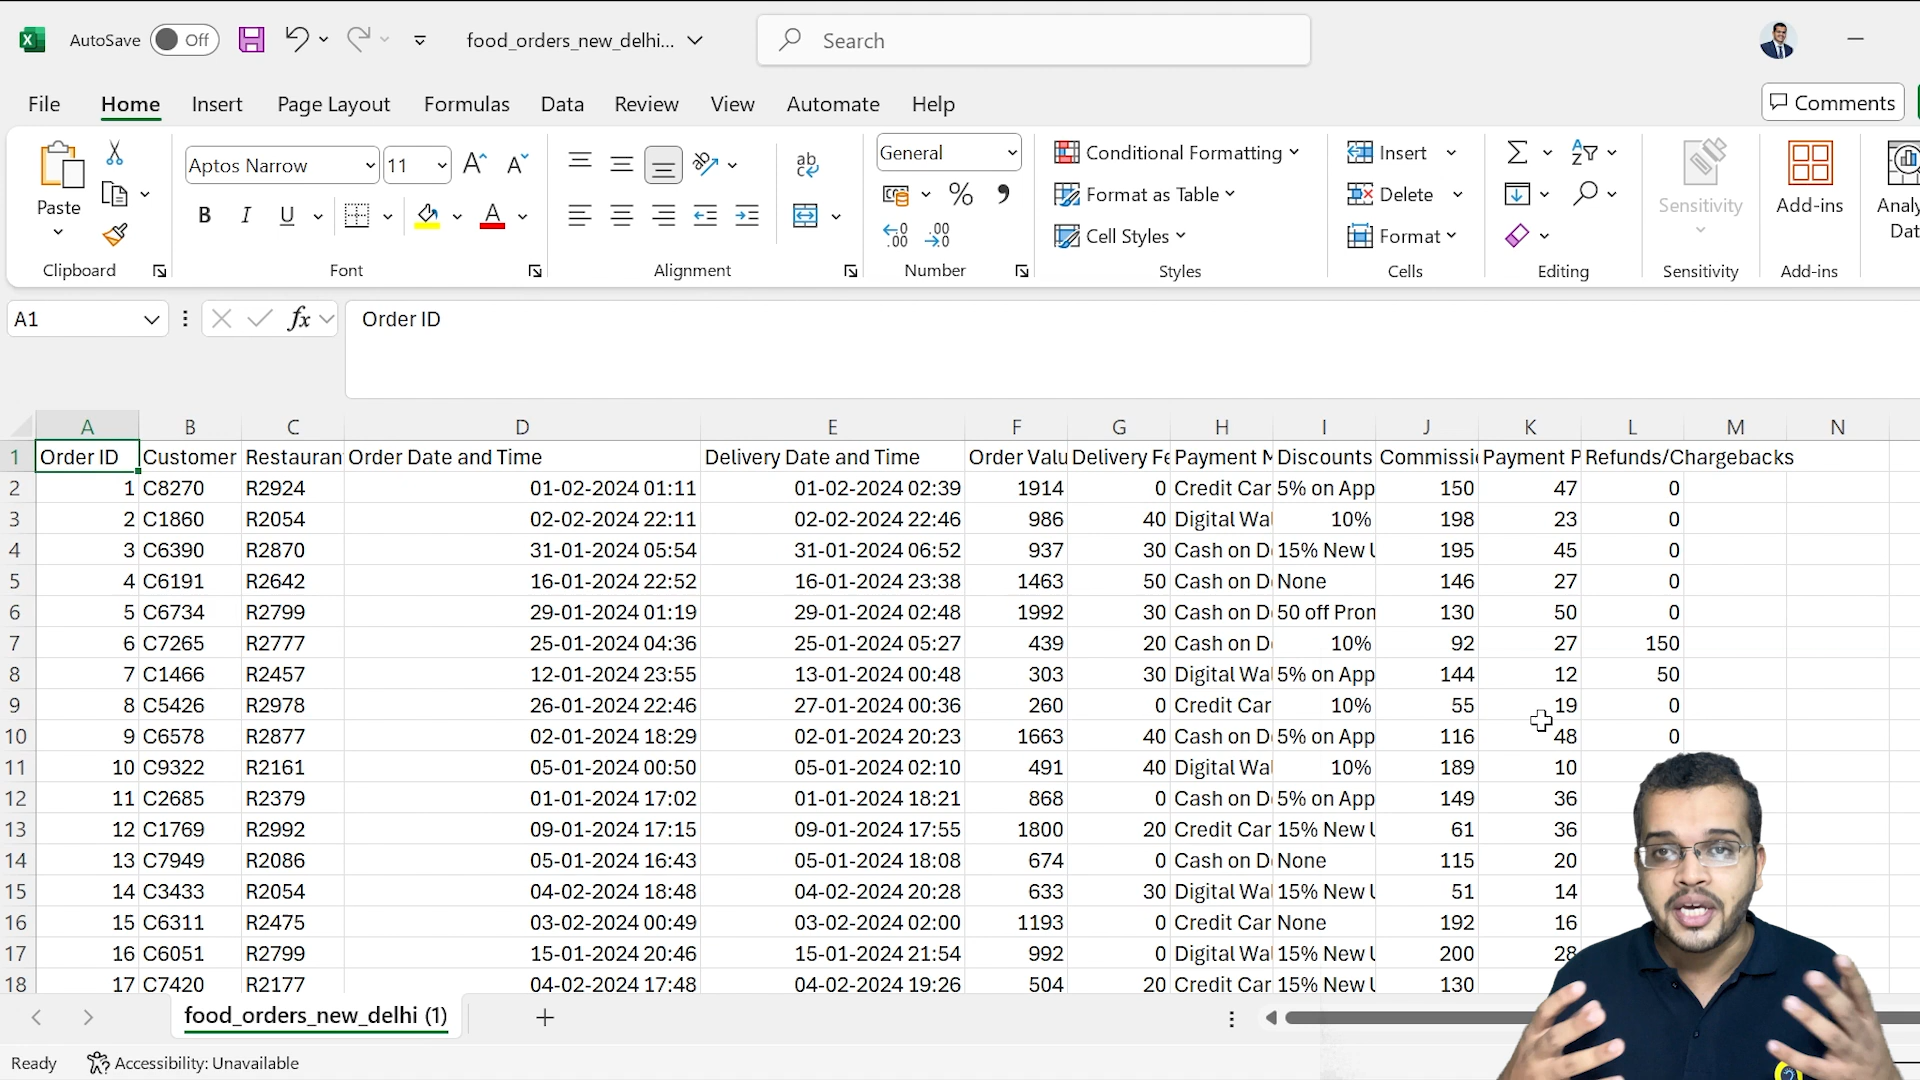 AutoSave Off food_orders_new_delhi... Search
File Home Insert Page Layout Formulas Data Review View Automate Help Comments
Paste Aptos Narrow 11 General Conditional Formatting Insert Sensitivity Add-ins
B I U Format as Table Delete
Cell Styles Format
Clipboard Font Alignment Number Styles Cells Editing Sensitivity Add-ins
A1 fx Order ID
A B C D E F G H I J K L M N
1 Order ID Customer Restauran Order Date and Time Delivery Date and Time Order Valu Delivery Fe Payment M Discounts Commissi Payment P Refunds/Chargebacks
2 1 C8270 R2924 01-02-2024 01:11 01-02-2024 02:39 1914 0 Credit Car 5% on App 150 47 0
3 2 C1860 R2054 02-02-2024 22:11 02-02-2024 22:46 986 40 Digital Wal 10% 198 23 0
4 3 C6390 R2870 31-01-2024 05:54 31-01-2024 06:52 937 30 Cash on D 15% New U 195 45 0
5 4 C6191 R2642 16-01-2024 22:52 16-01-2024 23:38 1463 50 Cash on D None 146 27 0
6 5 C6734 R2799 29-01-2024 01:19 29-01-2024 02:48 1992 30 Cash on D 50 off Pron 130 50 0
7 6 C7265 R2777 25-01-2024 04:36 25-01-2024 05:27 439 20 Cash on D 10% 92 27 150
8 7 C1466 R2457 12-01-2024 23:55 13-01-2024 00:48 303 30 Digital Wal 5% on App 144 12 50
9 8 C5426 R2978 26-01-2024 22:46 27-01-2024 00:36 260 0 Credit Car 10% 55 19 0
10 9 C6578 R2877 02-01-2024 18:29 02-01-2024 20:23 1663 40 Cash on D 5% on App 116 48 0
11 10 C9322 R2161 05-01-2024 00:50 05-01-2024 02:10 491 40 Digital Wal 10% 189 10
12 11 C2685 R2379 01-01-2024 17:02 01-01-2024 18:21 868 0 Cash on D 5% on App 149 36
13 12 C1769 R2992 09-01-2024 17:15 09-01-2024 17:55 1800 20 Credit Car 15% New U 61 36
14 13 C7949 R2086 05-01-2024 16:43 05-01-2024 18:08 674 0 Cash on D None 115 20
15 14 C3433 R2054 04-02-2024 18:48 04-02-2024 20:28 633 30 Digital Wal 15% New U 51 14
16 15 C6311 R2475 03-02-2024 00:49 03-02-2024 02:00 1193 0 Credit Car None 192 16
17 16 C6051 R2799 15-01-2024 20:46 15-01-2024 21:54 992 0 Digital Wal 15% New U 200 28
18 17 C7420 R2177 04-02-2024 17:48 04-02-2024 19:26 504 20 Credit Car 15% New U 130
food_orders_new_delhi (1)
Ready Accessibility: Unavailable